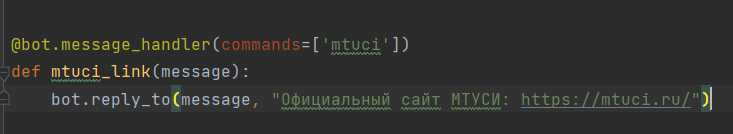 @bot.message_handler(commands=['mtuci'])
def mtuci_link(message):
    bot.reply_to(message, "Официальный сайт МТУСИ: https://mtuci.ru/")